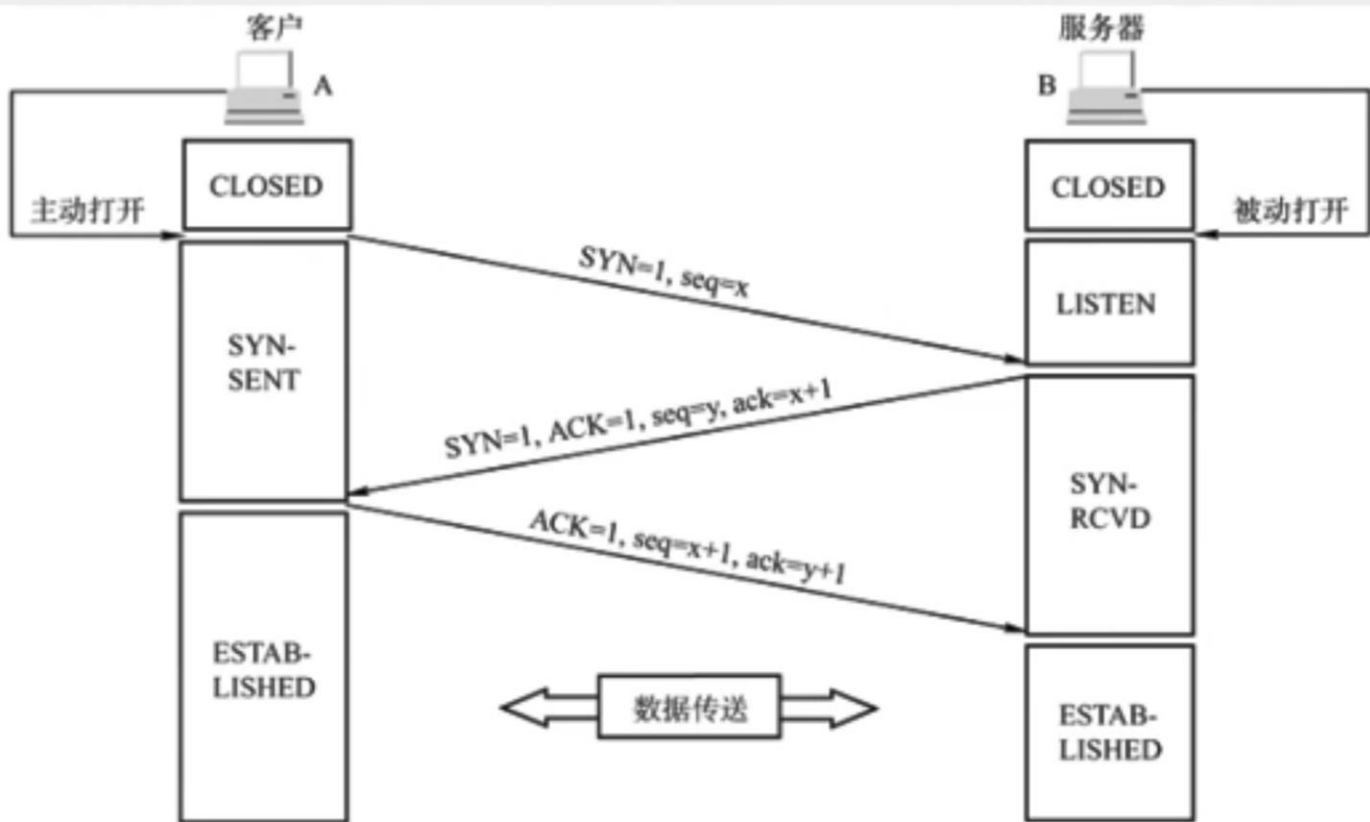 客户
服务器
A
B
CLOSED
CLOSED
主动打开
被动打开
SYN=1, seq=x
LISTEN
SYN-
SENT
SYN=1, ACK=1, seq=y, ack=x+1
SYN-
RCVD
ACK=1, seq=x+1, ack=y+1
ESTAB-
LISHED
数据传送
ESTAB-
LISHED